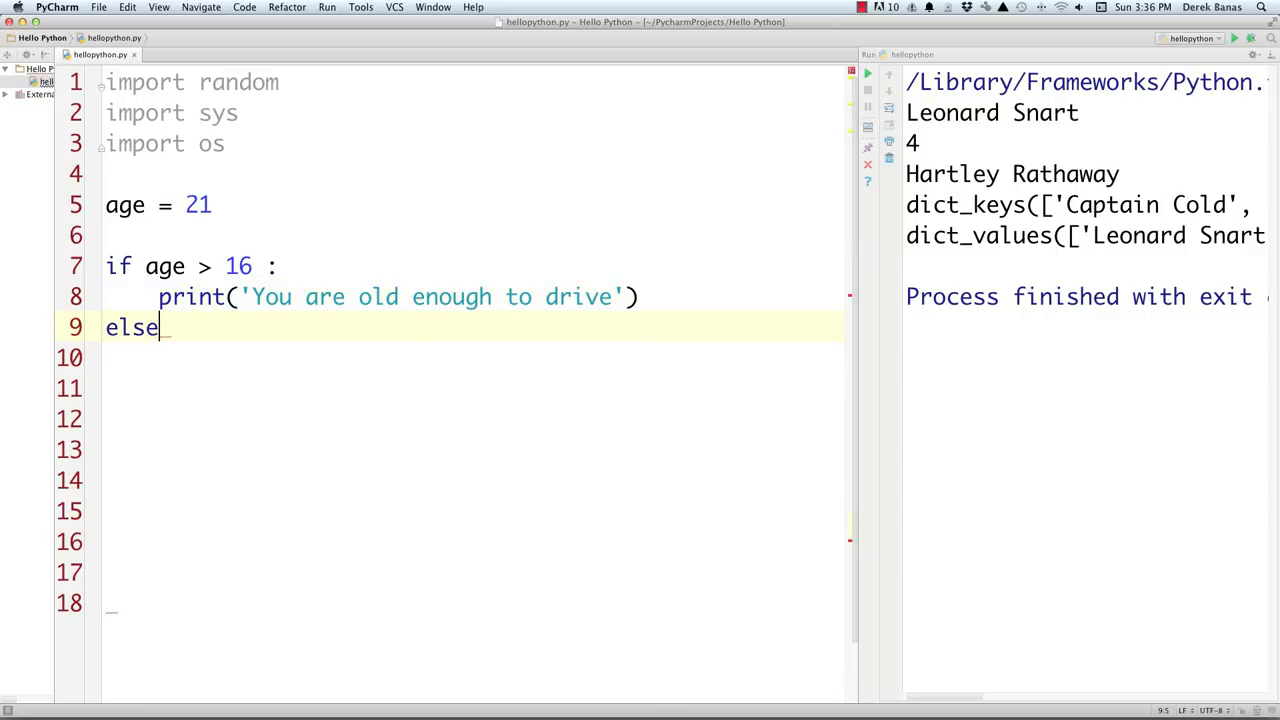 PyCharm File Edit View Navigate Code Refactor Run Tools VCS Window Help 10 Sun 3:36 PM Derek Banas
hellopython.py – Hello Python – [~/PycharmProjects/Hello Python]
Hello Python hellopython.py hellopython
hellopython.py Run hellopython
Hello P
hell
Externa
1 import random
2 import sys
3 import os
4
5 age = 21
6
7 if age > 16 :
8 print('You are old enough to drive')
9 else
10
11
12
13
14
15
16
17
18
/Library/Frameworks/Python.
Leonard Snart
4
Hartley Rathaway
dict_keys(['Captain Cold',
dict_values(['Leonard Snart
Process finished with exit
9:5 LF UTF-8